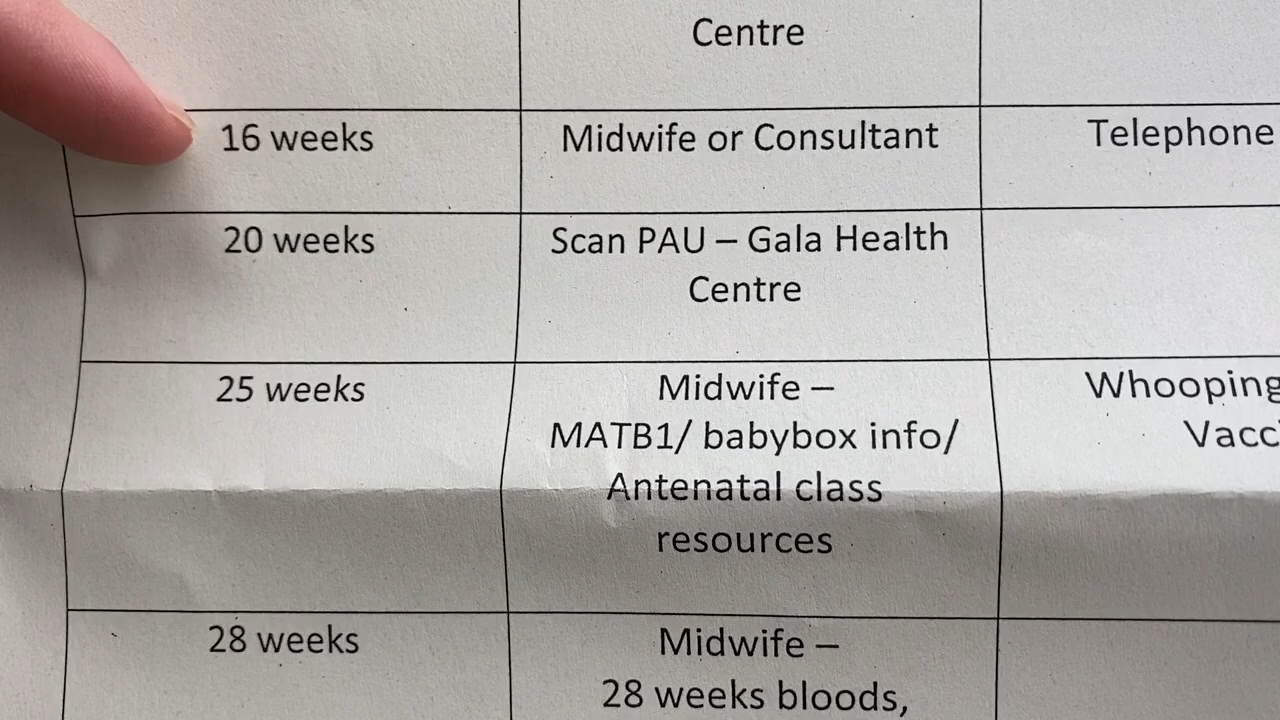 Centre
16 weeks
Midwife or Consultant
Telephone
20 weeks
Scan PAU – Gala Health
Centre
25 weeks
Midwife –
MATB1/ babybox info/
Antenatal class
resources
Whooping
Vacc
28 weeks
Midwife –
28 weeks bloods,